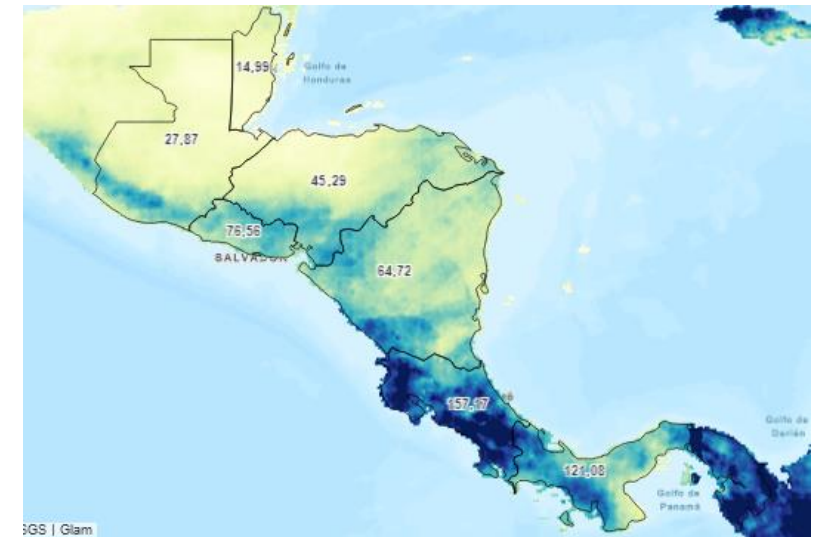 14,99
Golfo de
Honduras
27,87
45,29
76,56
SALVADOR
64,72
157,17
Golfo de
Darién
121,08
Golfo de
Panamá
SGS | Glam